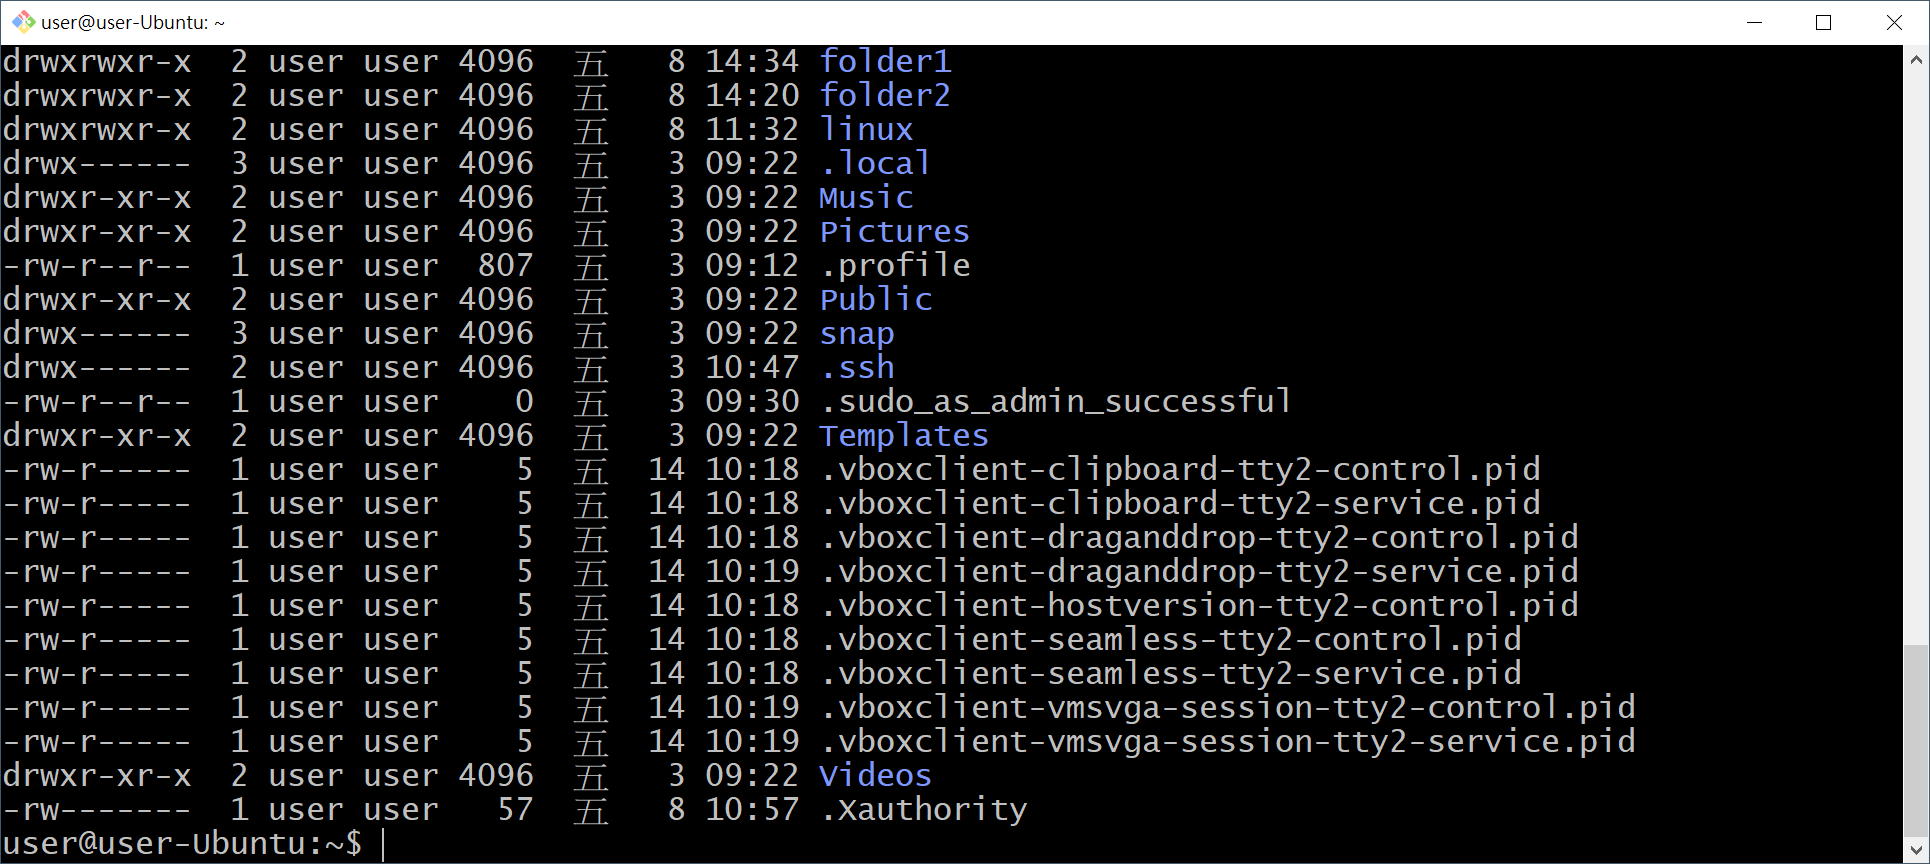 user@user-Ubuntu: ~
drwxrwxr-x  2 user user 4096  五   8 14:34 folder1
drwxrwxr-x  2 user user 4096  五   8 14:20 folder2
drwxrwxr-x  2 user user 4096  五   8 11:32 linux
drwx------  3 user user 4096  五   3 09:22 .local
drwxr-xr-x  2 user user 4096  五   3 09:22 Music
drwxr-xr-x  2 user user 4096  五   3 09:22 Pictures
-rw-r--r--  1 user user  807  五   3 09:12 .profile
drwxr-xr-x  2 user user 4096  五   3 09:22 Public
drwx------  3 user user 4096  五   3 09:22 snap
drwx------  2 user user 4096  五   3 10:47 .ssh
-rw-r--r--  1 user user    0  五   3 09:30 .sudo_as_admin_successful
drwxr-xr-x  2 user user 4096  五   3 09:22 Templates
-rw-r-----  1 user user    5  五  14 10:18 .vboxclient-clipboard-tty2-control.pid
-rw-r-----  1 user user    5  五  14 10:18 .vboxclient-clipboard-tty2-service.pid
-rw-r-----  1 user user    5  五  14 10:18 .vboxclient-draganddrop-tty2-control.pid
-rw-r-----  1 user user    5  五  14 10:19 .vboxclient-draganddrop-tty2-service.pid
-rw-r-----  1 user user    5  五  14 10:18 .vboxclient-hostversion-tty2-control.pid
-rw-r-----  1 user user    5  五  14 10:18 .vboxclient-seamless-tty2-control.pid
-rw-r-----  1 user user    5  五  14 10:18 .vboxclient-seamless-tty2-service.pid
-rw-r-----  1 user user    5  五  14 10:19 .vboxclient-vmsvga-session-tty2-control.pid
-rw-r-----  1 user user    5  五  14 10:19 .vboxclient-vmsvga-session-tty2-service.pid
drwxr-xr-x  2 user user 4096  五   3 09:22 Videos
-rw-------  1 user user   57  五   8 10:57 .Xauthority
user@user-Ubuntu:~$